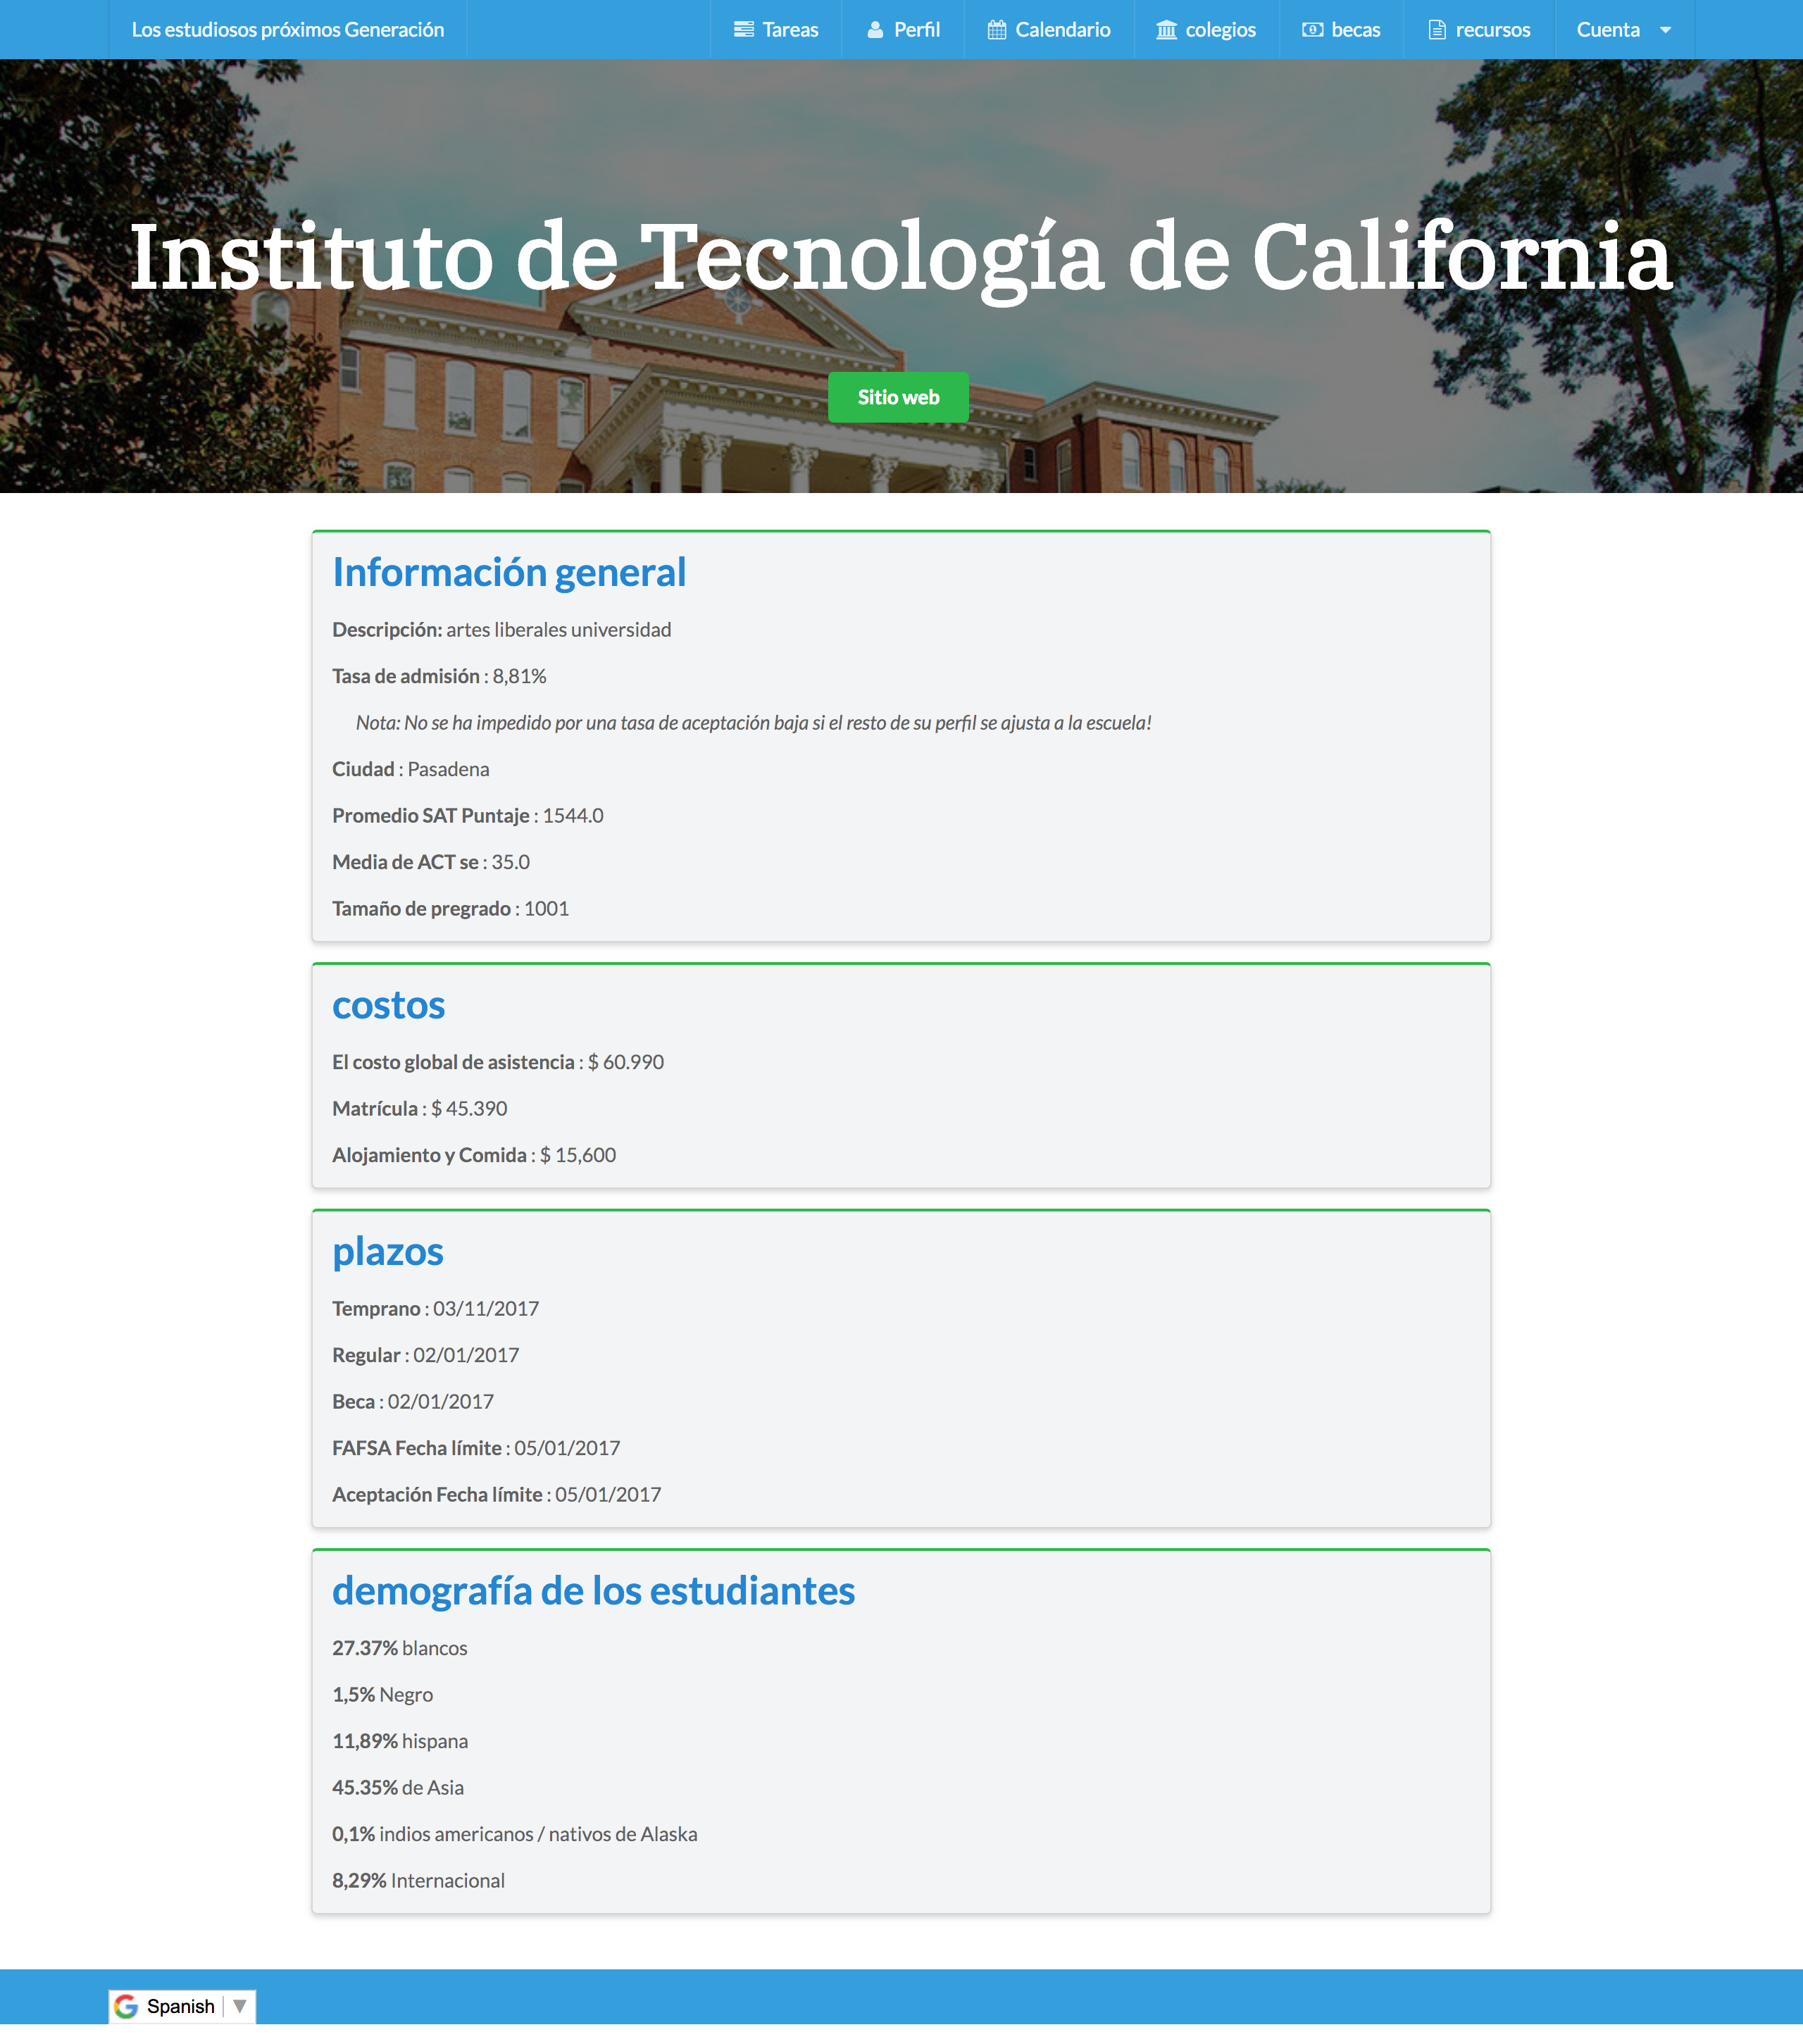 Los estudiosos próximos Generación
Tareas
Perfil
Calendario
colegios
becas
recursos
Cuenta
Instituto de Tecnología de California
Sitio web
Información general
Descripción: artes liberales universidad
Tasa de admisión : 8,81%
Nota: No se ha impedido por una tasa de aceptación baja si el resto de su perfil se ajusta a la escuela!
Ciudad : Pasadena
Promedio SAT Puntaje : 1544.0
Media de ACT se : 35.0
Tamaño de pregrado : 1001
costos
El costo global de asistencia : $ 60.990
Matrícula : $ 45.390
Alojamiento y Comida : $ 15,600
plazos
Temprano : 03/11/2017
Regular : 02/01/2017
Beca : 02/01/2017
FAFSA Fecha límite : 05/01/2017
Aceptación Fecha límite : 05/01/2017
demografía de los estudiantes
27.37% blancos
1,5% Negro
11,89% hispana
45.35% de Asia
0,1% indios americanos / nativos de Alaska
8,29% Internacional
Spanish